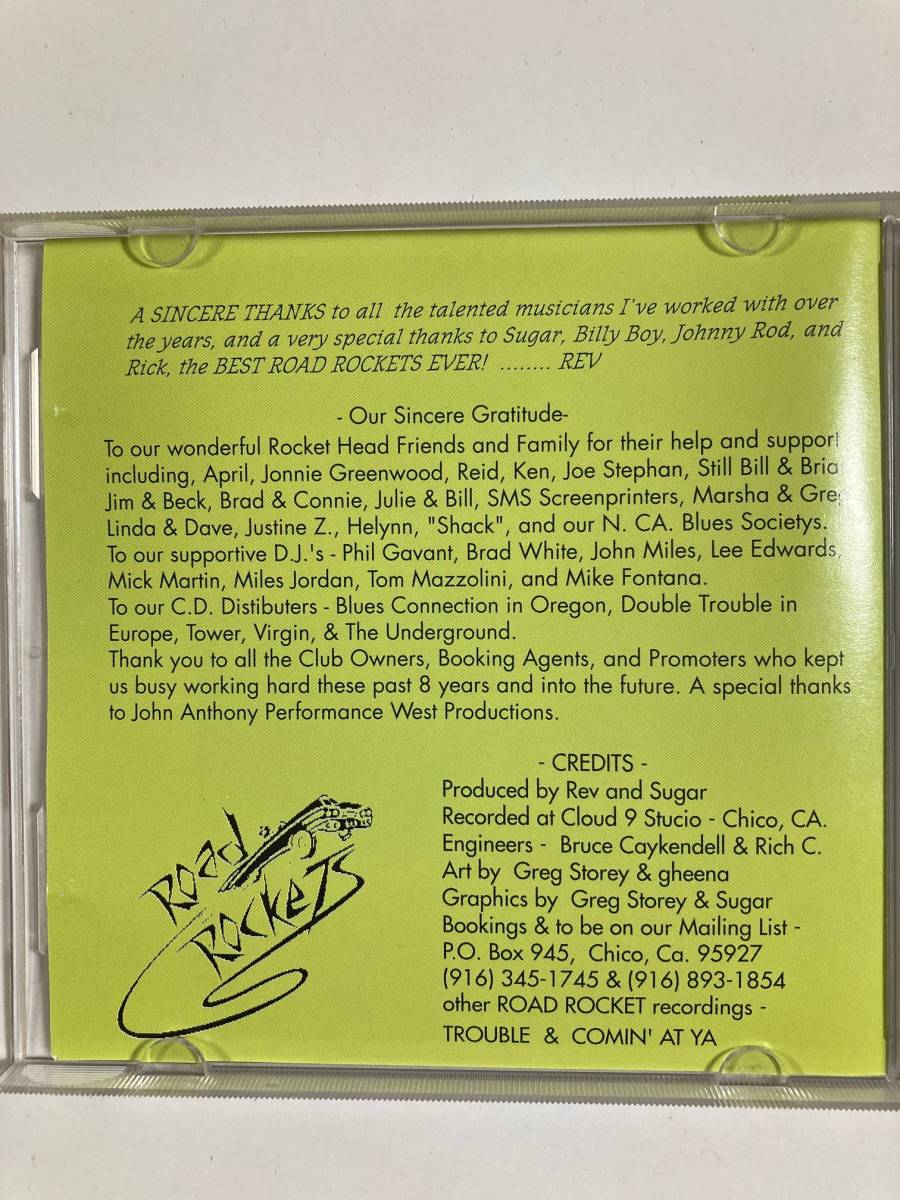 A SINCERE THANKS to all the talented musicians I've worked with over
the years, and a very special thanks to Sugar, Billy Boy, Johnny Rod, and
Rick, the BEST ROAD ROCKETS EVER! ........ REV
- Our Sincere Gratitude-
To our wonderful Rocket Head Friends and Family for their help and support
including, April, Jonnie Greenwood, Reid, Ken, Joe Stephan, Still Bill &
Jim & Beck, Brad & Connie, Julie & Bill, SMS Screenprinters, Marsha &
Linda & Dave, Justine Z., Helynn, "Shack", and our N. CA. Blues Societys.
To our supportive D.J.'s - Phil Gavant, Brad White, John Miles, Lee Edwards,
Mick Martin, Miles Jordan, Tom Mazzolini, and Mike Fontana.
To our C.D. Distibuters - Blues Connection in Oregon, Double Trouble in
Europe, Tower, Virgin, & The Underground.
Thank you to all the Club Owners, Booking Agents, and Promoters who kept
us busy working hard these past 8 years and into the future. A special thanks
to John Anthony Performance West Productions.
- CREDITS -
Produced by Rev and Sugar
Recorded at Cloud 9 Stucio - Chico, CA.
Engineers - Bruce Caykendell & Rich C.
Art by Greg Storey & gheena
Graphics by Greg Storey & Sugar
Bookings & to be on our Mailing List -
P.O. Box 945, Chico, Ca. 95927
(916) 345-1745 & (916) 893-1854
other ROAD ROCKET recordings -
TROUBLE & COMIN' AT YA
Road
Rockets